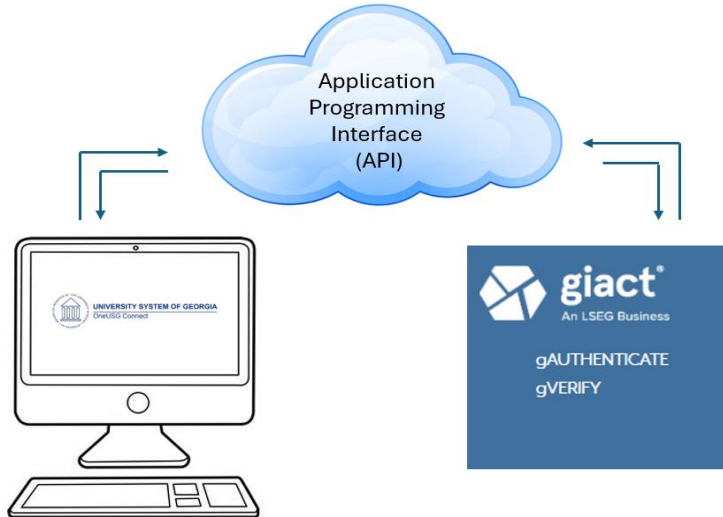 Application
Programming
Interface
(API)
UNIVERSITY SYSTEM OF GEORGIA
OneUSG Connect
giact®
An LSEG Business
gAUTHENTICATE
gVERIFY